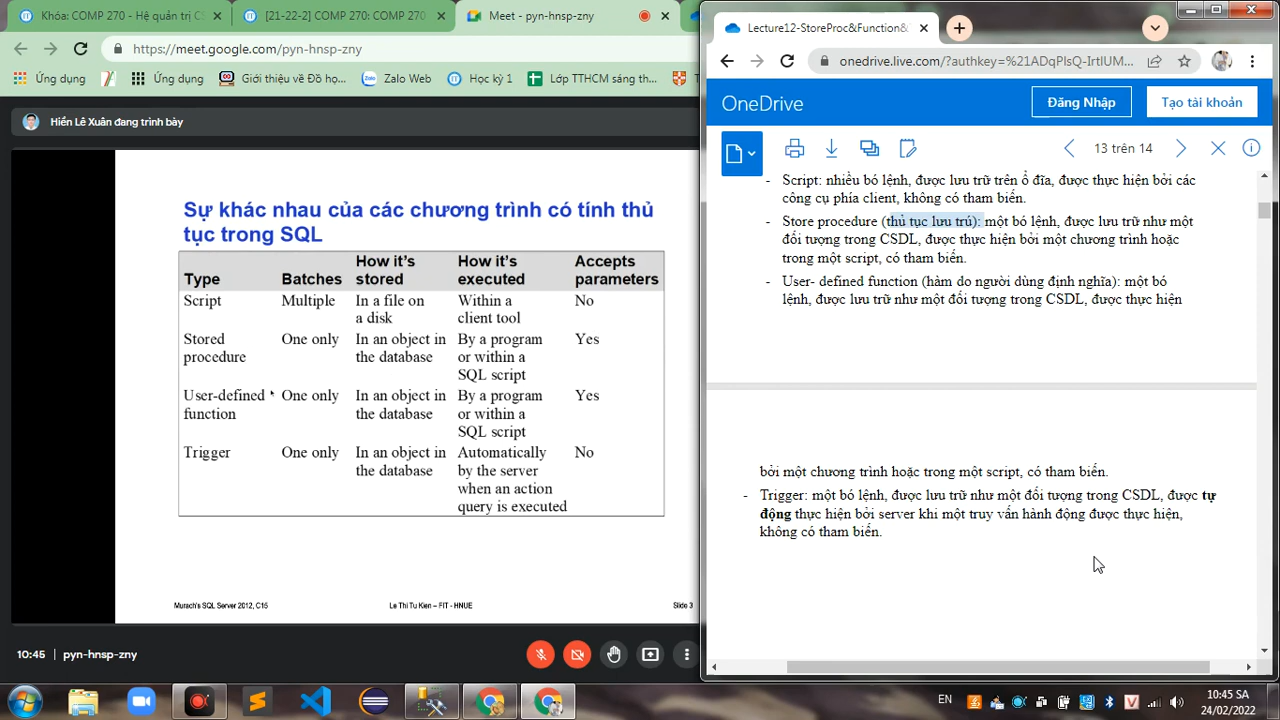 Khóa: COMP 270 - Hệ quản trị CS
[21-22-2] COMP 270: COMP 270
Meet - pyn-hnsp-zny
https://meet.google.com/pyn-hnsp-zny
Ứng dụng
Ứng dụng
Giới thiệu về Đồ họ...
Zalo Web
Học kỳ 1
Lớp TTHCM sáng th...
Hiển Lê Xuân đang trình bày
Sự khác nhau của các chương trình có tính thủ
tục trong SQL
Type Batches How it's stored How it's executed Accepts parameters
Script Multiple In a file on a disk Within a client tool No
Stored procedure One only In an object in the database By a program or within a SQL script Yes
User-defined function One only In an object in the database By a program or within a SQL script Yes
Trigger One only In an object in the database Automatically by the server when an action query is executed No
Murach's SQL Server 2012, C15
Le Thi Tu Kien – FIT - HNUE
Slide 3
10:45 | pyn-hnsp-zny
Lecture12-StoreProc&Function&
onedrive.live.com/?authkey=%21ADqPlsQ-IrtlUM...
OneDrive
Đăng Nhập
Tạo tài khoản
13 trên 14
- Script: nhiều bó lệnh, được lưu trữ trên ổ đĩa, được thực hiện bởi các
công cụ phía client, không có tham biến.
- Store procedure (thủ tục lưu trú): một bó lệnh, được lưu trữ như một
đối tượng trong CSDL, được thực hiện bởi một chương trình hoặc
trong một script, có tham biến.
- User- defined function (hàm do người dùng định nghĩa): một bó
lệnh, được lưu trữ như một đối tượng trong CSDL, được thực hiện
bởi một chương trình hoặc trong một script, có tham biến.
- Trigger: một bó lệnh, được lưu trữ như một đối tượng trong CSDL, được tự
động thực hiện bởi server khi một truy vấn hành động được thực hiện,
không có tham biến.
EN
10:45 SA
24/02/2022